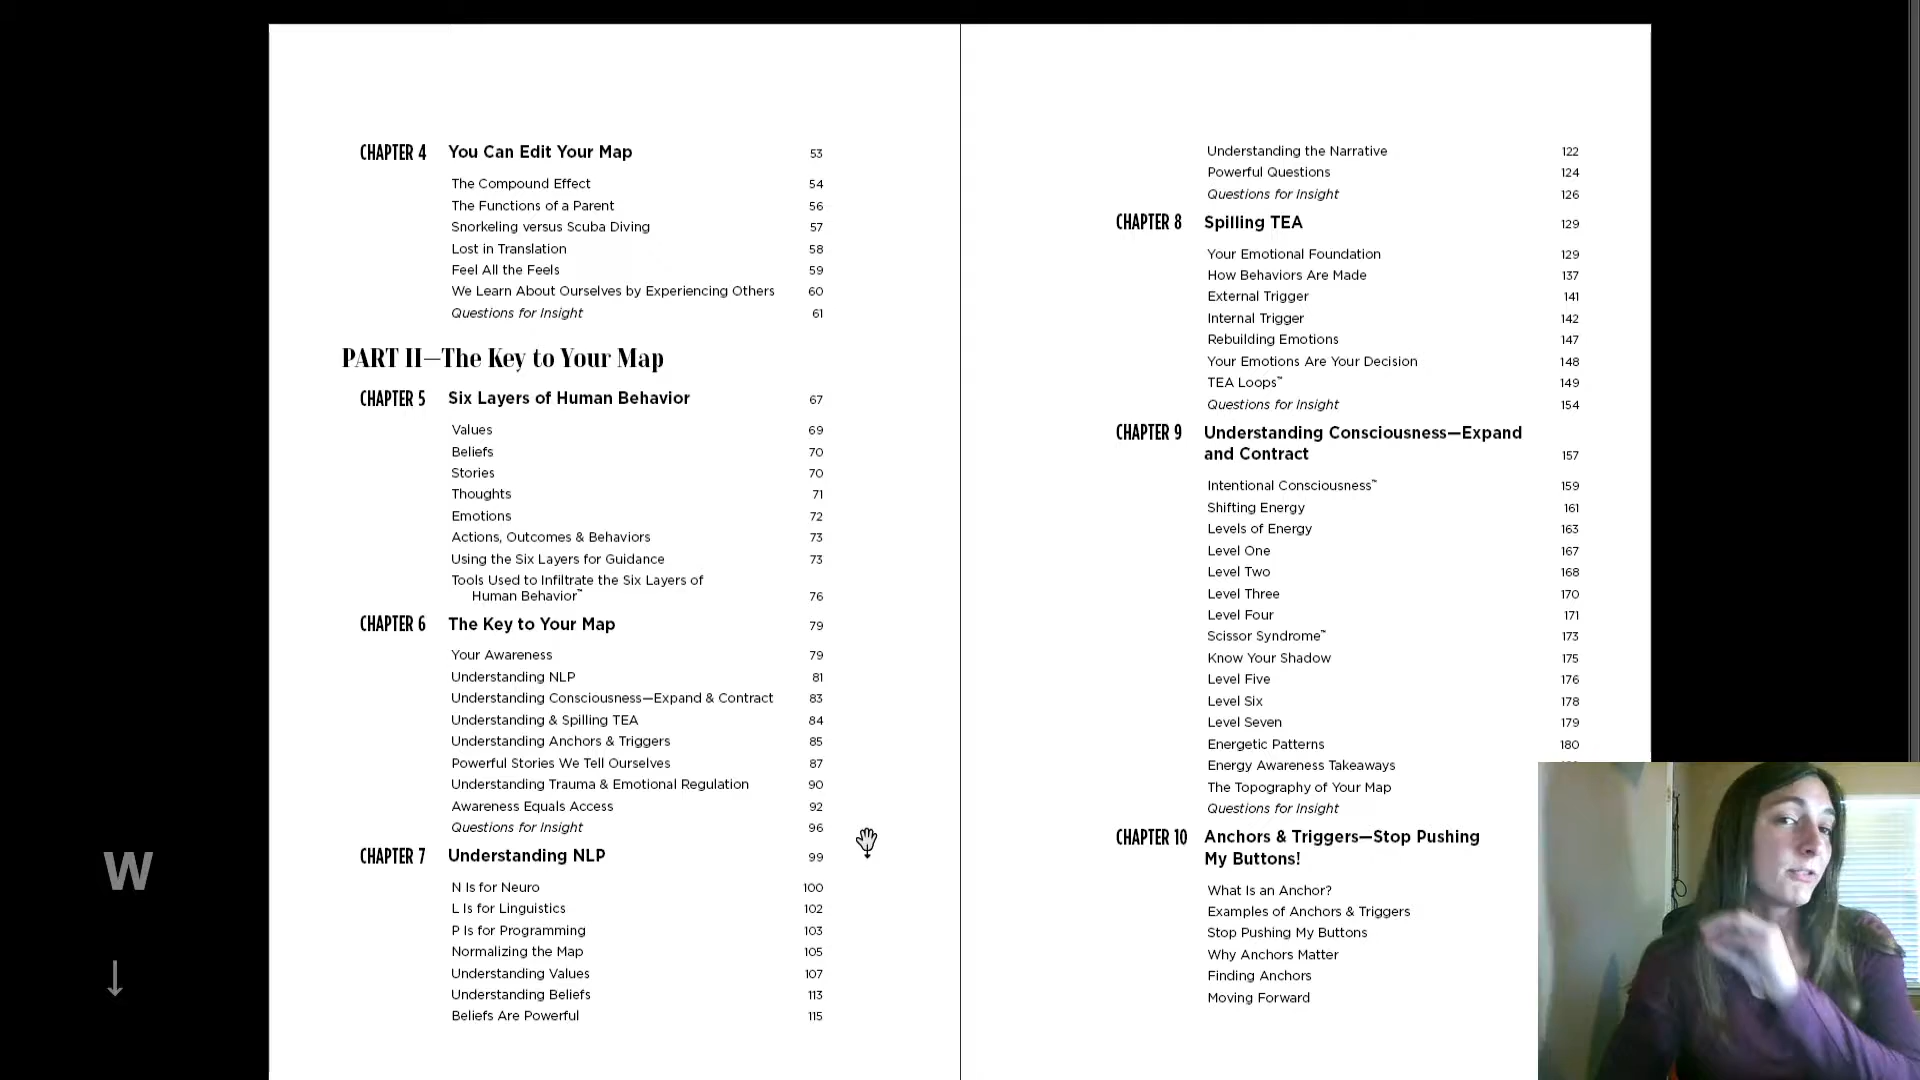 CHAPTER 4 You Can Edit Your Map 53
The Compound Effect 54
The Functions of a Parent 56
Snorkeling versus Scuba Diving 57
Lost in Translation 58
Feel All the Feels 59
We Learn About Ourselves by Experiencing Others 60
Questions for Insight 61
PART II—The Key to Your Map
CHAPTER 5 Six Layers of Human Behavior 67
Values 69
Beliefs 70
Stories 70
Thoughts 71
Emotions 72
Actions, Outcomes & Behaviors 73
Using the Six Layers for Guidance 73
Tools Used to Infiltrate the Six Layers of
Human Behavior™ 76
CHAPTER 6 The Key to Your Map 79
Your Awareness 79
Understanding NLP 81
Understanding Consciousness—Expand & Contract 83
Understanding & Spilling TEA 84
Understanding Anchors & Triggers 85
Powerful Stories We Tell Ourselves 87
Understanding Trauma & Emotional Regulation 90
Awareness Equals Access 92
Questions for Insight 96
CHAPTER 7 Understanding NLP 99
N Is for Neuro 100
L Is for Linguistics 102
P Is for Programming 103
Normalizing the Map 105
Understanding Values 107
Understanding Beliefs 113
Beliefs Are Powerful 115
Understanding the Narrative 122
Powerful Questions 124
Questions for Insight 126
CHAPTER 8 Spilling TEA 129
Your Emotional Foundation 129
How Behaviors Are Made 137
External Trigger 141
Internal Trigger 142
Rebuilding Emotions 147
Your Emotions Are Your Decision 148
TEA Loops™ 149
Questions for Insight 154
CHAPTER 9 Understanding Consciousness—Expand
and Contract 157
Intentional Consciousness™ 159
Shifting Energy 161
Levels of Energy 163
Level One 167
Level Two 168
Level Three 170
Level Four 171
Scissor Syndrome™ 173
Know Your Shadow 175
Level Five 176
Level Six 178
Level Seven 179
Energetic Patterns 180
Energy Awareness Takeaways
The Topography of Your Map
Questions for Insight
CHAPTER 10 Anchors & Triggers—Stop Pushing
My Buttons!
What Is an Anchor?
Examples of Anchors & Triggers
Stop Pushing My Buttons
Why Anchors Matter
Finding Anchors
Moving Forward
W
↓